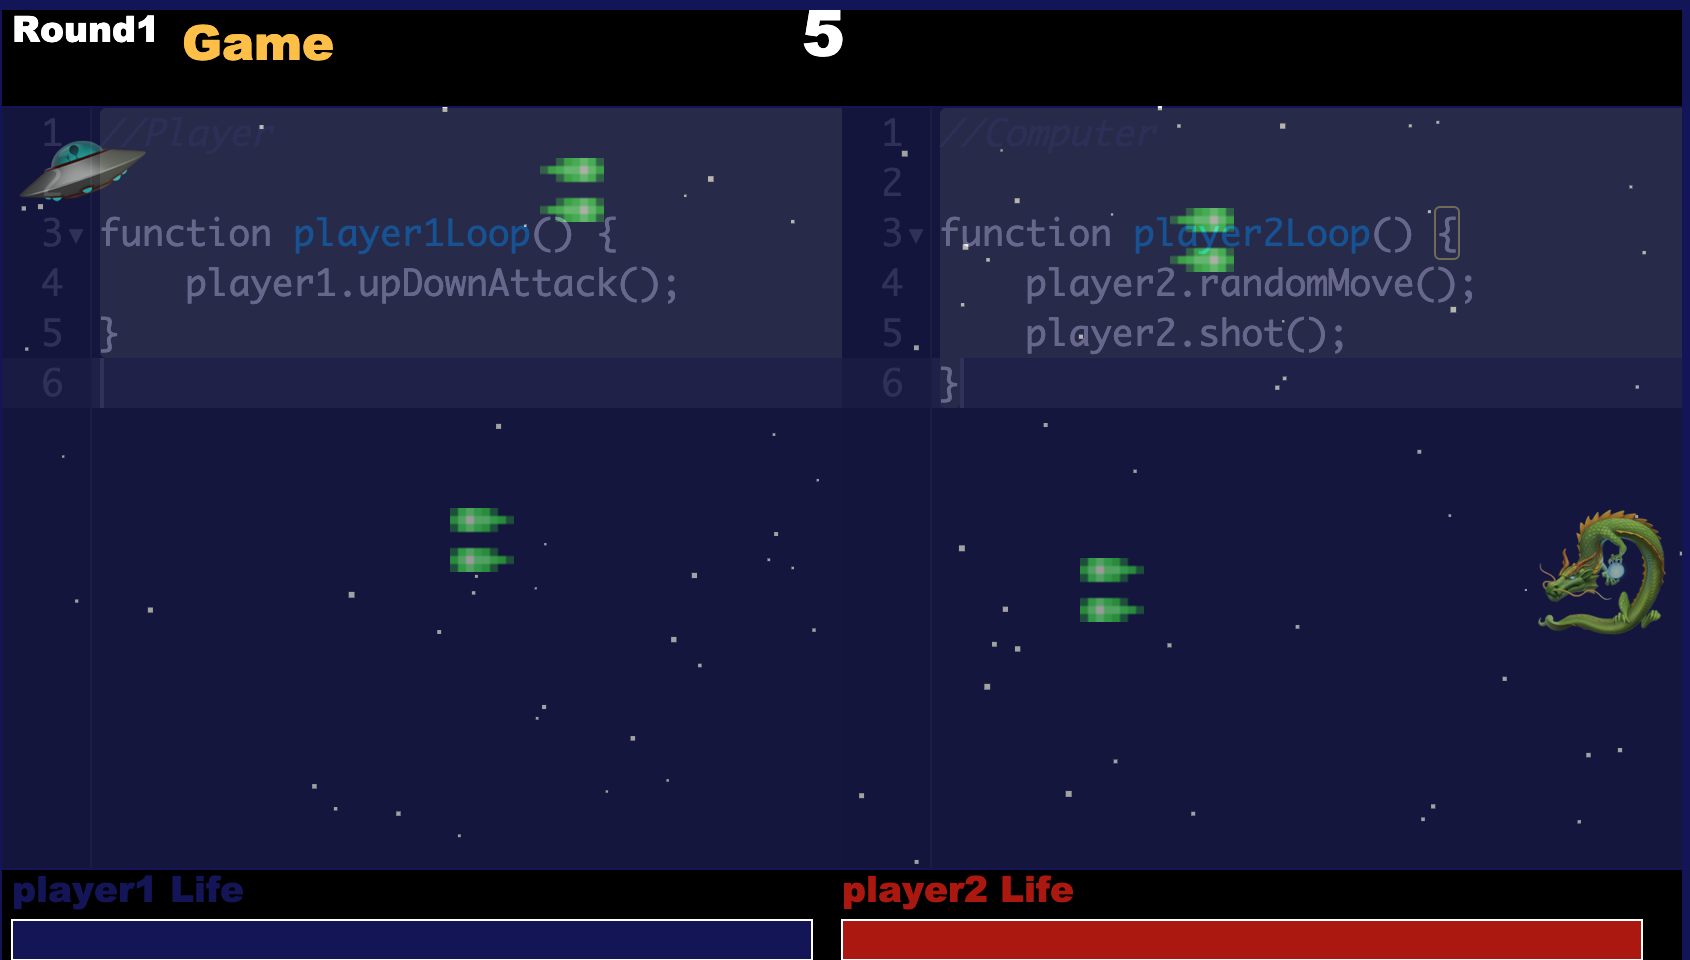 Round1
Game
5
1 //Player
3 function player1Loop() {
4     player1.upDownAttack();
5 }
6
1 //Computer
2
3 function player2Loop() {
4     player2.randomMove();
5     player2.shot();
6 }
player1 Life
player2 Life